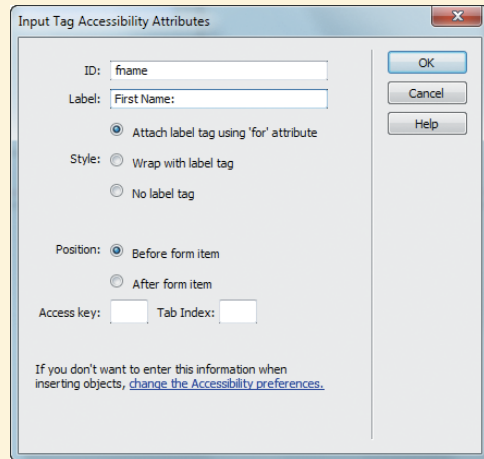 Input Tag Accessibility Attributes
ID: fname
OK
Label: First Name:
Cancel
Attach label tag using 'for' attribute
Help
Style: Wrap with label tag
No label tag
Position: Before form item
After form item
Access key: Tab Index:
If you don't want to enter this information when
inserting objects, change the Accessibility preferences.